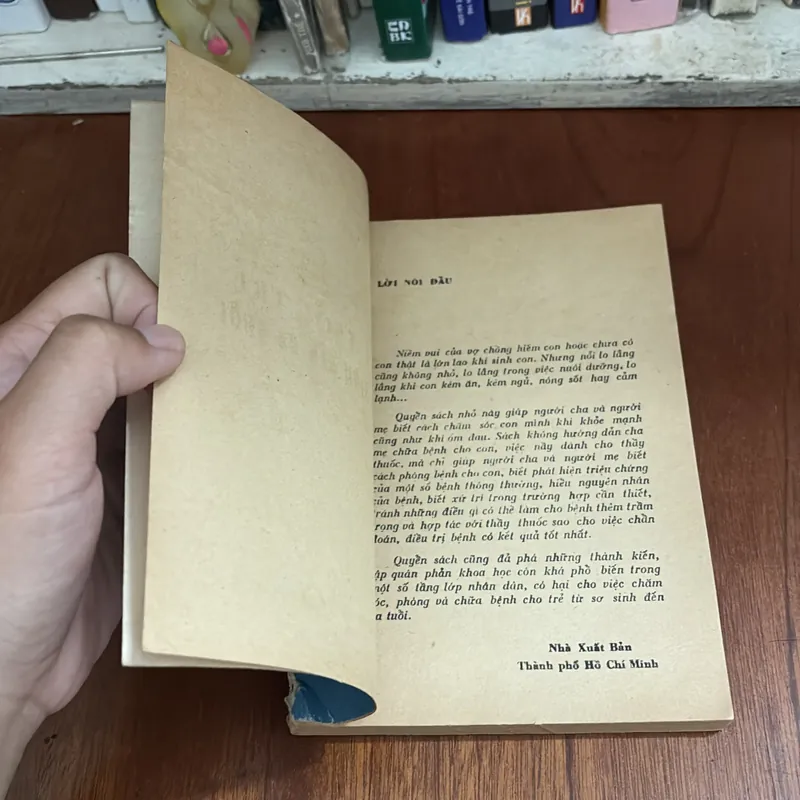 LỜI NÓI ĐẦU
Niềm vui của vợ chồng hiếm con hoặc chưa có
con thật là lớn lao khi sinh con. Nhưng nỗi lo lắng
cũng không nhỏ, lo lắng trong việc nuôi dưỡng, lo
lắng khi con kém ăn, kém ngủ, nóng sốt hay cảm
lạnh...
Quyển sách nhỏ này giúp người cha và người
mẹ biết cách chăm sóc con mình khi khỏe mạnh
cũng như khi ốm đau. Sách không hướng dẫn cha
mẹ chữa bệnh cho con, việc nầy dành cho thầy
thuốc, mà chỉ giúp người cha và người mẹ biết
cách phòng bệnh cho con, biết phát hiện triệu chứng
của một số bệnh thông thường, hiểu nguyên nhân
của bệnh, biết xử trí trong trường hợp cần thiết,
tránh những điều gì có thể làm cho bệnh thêm trầm
trọng và hợp tác với thầy thuốc sao cho việc chẩn
đoán, điều trị bệnh có kết quả tốt nhất.
Quyển sách cũng đả phá những thành kiến,
tập quán phản khoa học còn khá phổ biến trong
một số tầng lớp nhân dân, có hại cho việc chăm
sóc, phòng và chữa bệnh cho trẻ từ sơ sinh đến
tuổi.
Nhà Xuất Bản
Thành phố Hồ Chí Minh